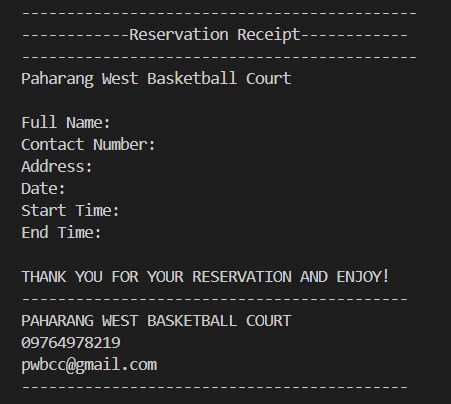 --------------------------------------------
------------Reservation Receipt------------
--------------------------------------------
Paharang West Basketball Court
Full Name:
Contact Number:
Address:
Date:
Start Time:
End Time:
THANK YOU FOR YOUR RESERVATION AND ENJOY!
-------------------------------------------
PAHARANG WEST BASKETBALL COURT
09764978219
pwbcc@gmail.com
-------------------------------------------